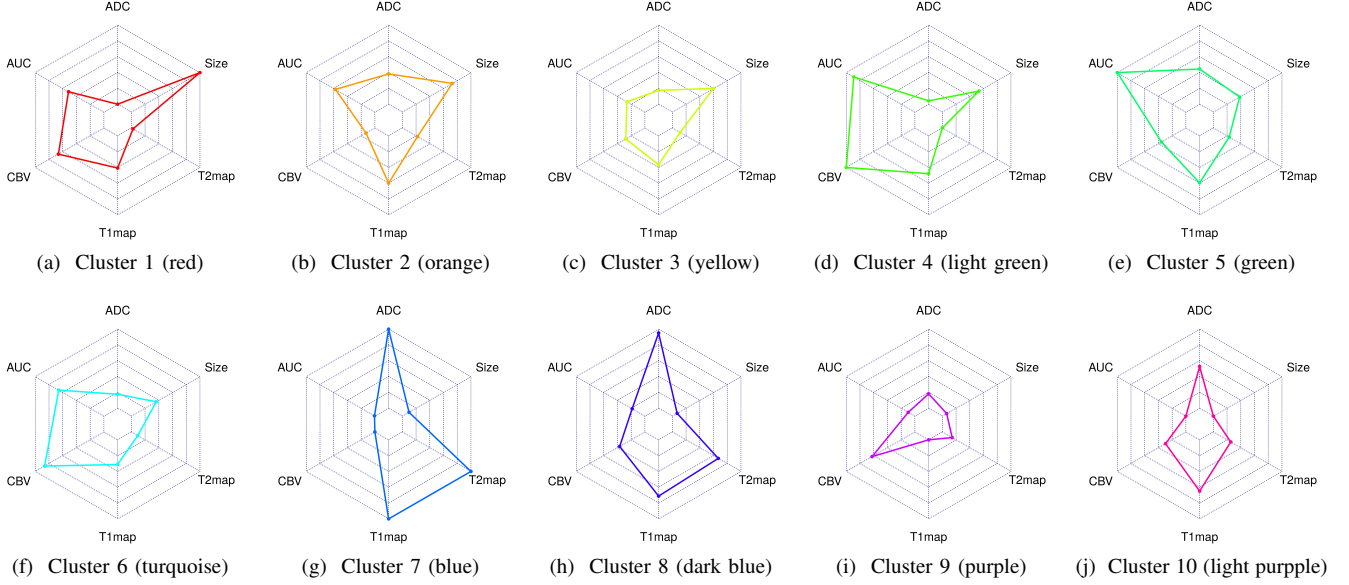 ADC ADC ADC ADC ADC
AUC Size AUC Size AUC Size AUC Size AUC Size
CBV T2map CBV T2map CBV T2map CBV T2map CBV T2map
T1map T1map T1map T1map T1map
(a) Cluster 1 (red) (b) Cluster 2 (orange) (c) Cluster 3 (yellow) (d) Cluster 4 (light green) (e) Cluster 5 (green)
ADC ADC ADC ADC ADC
AUC Size AUC Size AUC Size AUC Size AUC Size
CBV T2map CBV T2map CBV T2map CBV T2map CBV T2map
T1map T1map T1map T1map T1map
(f) Cluster 6 (turquoise) (g) Cluster 7 (blue) (h) Cluster 8 (dark blue) (i) Cluster 9 (purple) (j) Cluster 10 (light purpple)